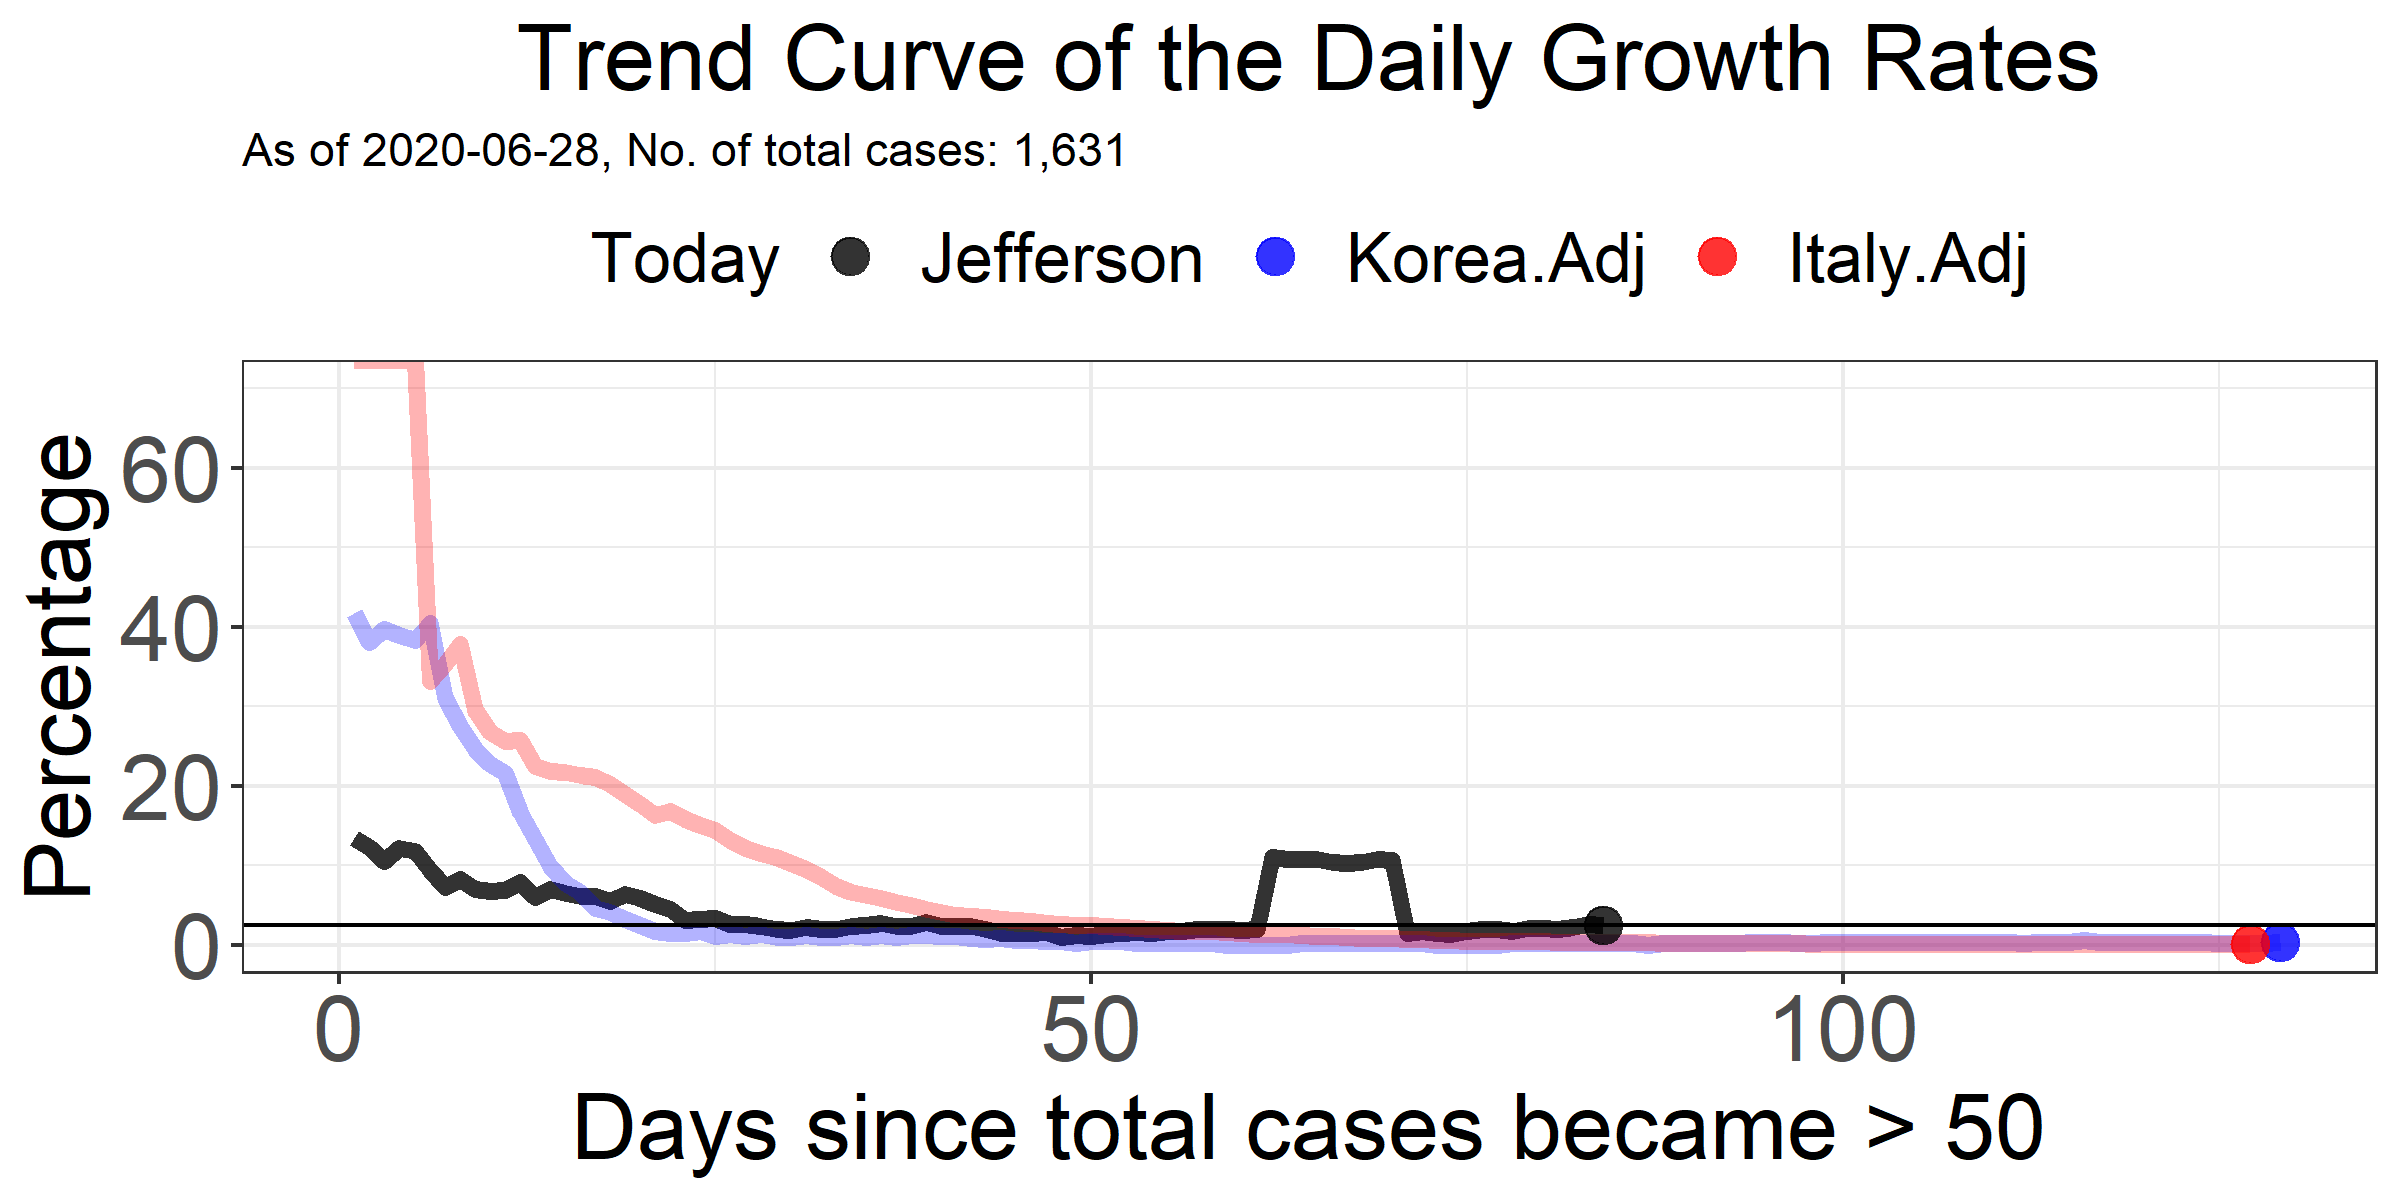 Trend Curve of the Daily Growth Rates
As of 2020-06-28, No. of total cases: 1,631
Today Jefferson Korea.Adj Italy.Adj
Percentage
60
40
20
0
0 50 100
Days since total cases became > 50